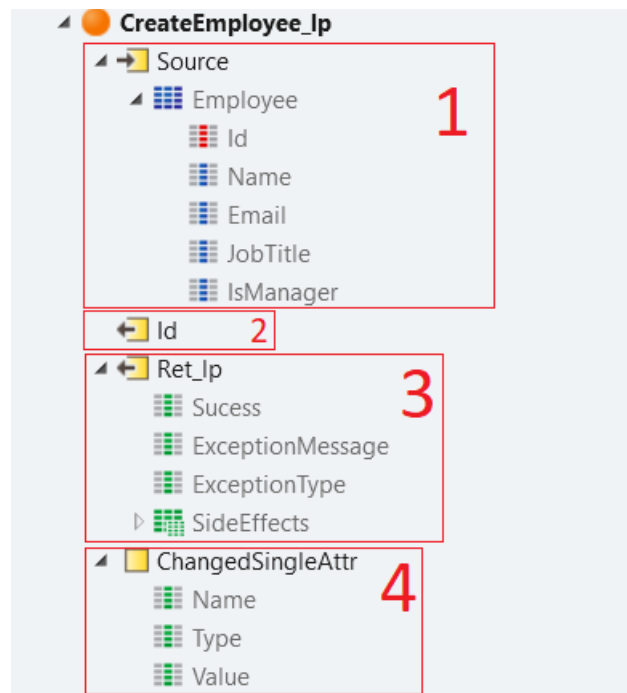 CreateEmployee_lp
Source
Employee
1
Id
Name
Email
JobTitle
IsManager
Id
2
Ret_lp
3
Sucess
ExceptionMessage
ExceptionType
SideEffects
ChangedSingleAttr
4
Name
Type
Value